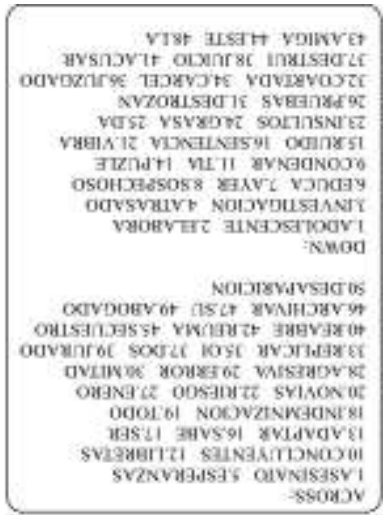 ACROSS:
1.ASESINATO 5.ESPERANZAS
10.CONCLUYENTES 12.LIBRETAS
13.ADAPTAR 16.SABE 17.SER
18.INDEMNIZACION 19.TODO
20.NOVIAS 22.RIESGO 27.ENERO
28.AGRESIVA 29.ERROR 30.MITAD
33.REPLICAR 35.OI 37.DOS 39.JURADO
40.REABRE 42.REUMA 45.SECUESTRO
46.ARCHIVAR 47.SU 49.ABOGADO
50.DESAPARICION
DOWN:
1.ADOLESCENTE 2.ELABORA
3.INVESTIGACION 4.ATRASADO
6.EDUCA 7.AYER 8.SOSPECHOSO
9.CONDENAR 11.TIA 14.PUZLE
15.RUIDO 16.SENTENCIA 21.VIBRA
23.INSULTOS 24.GRASA 25.DA
26.PRUEBAS 31.DESTROZAN
32.COARTADA 34.CARCEL 36.JUZGADO
37.DESTRUI 38.JUICIO 41.ACUSAR
43.AMIGA 44.ESTE 48.LA